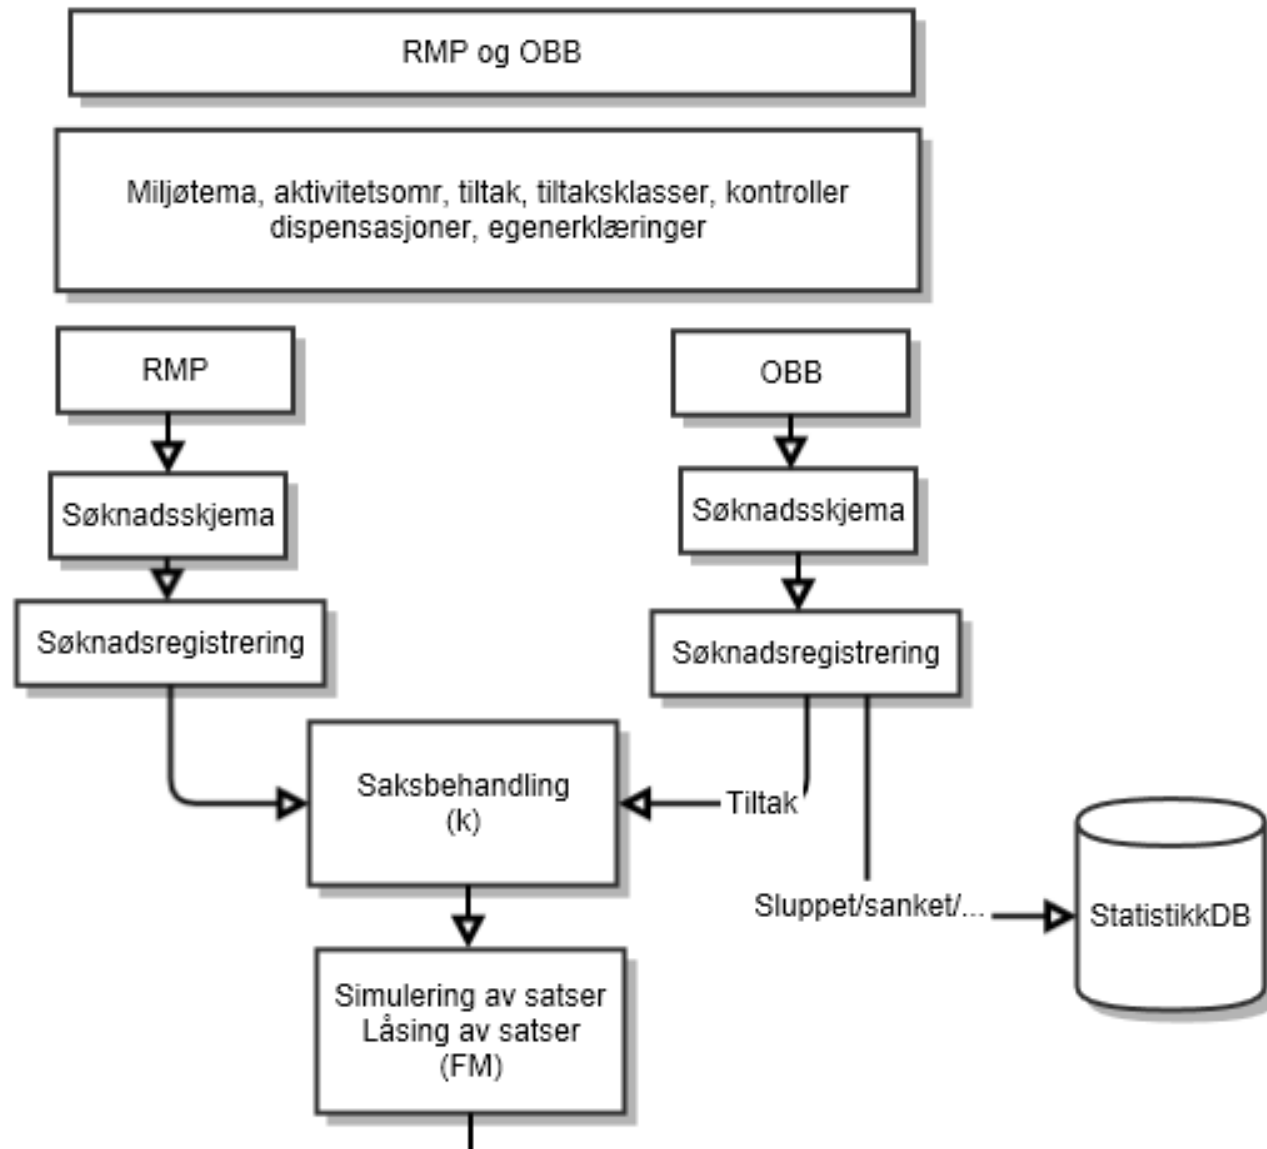 RMP og OBB
Miljøtema, aktivitetsomr, tiltak, tiltaksklasser, kontroller
dispensasjoner, egenerklæringer
RMP
OBB
Søknadsskjema
Søknadsskjema
Søknadsregistrering
Søknadsregistrering
Saksbehandling
(k)
Tiltak
Sluppet/sanket/...
StatistikkDB
Simulering av satser
Låsing av satser
(FM)